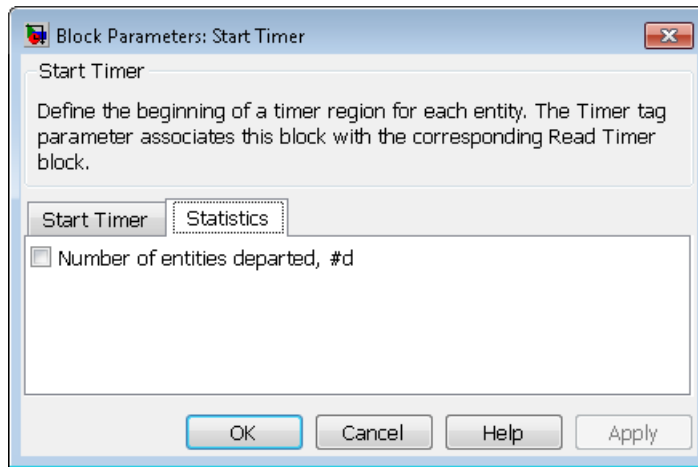 Block Parameters: Start Timer
Start Timer
Define the beginning of a timer region for each entity. The Timer tag
parameter associates this block with the corresponding Read Timer
block.
Start Timer Statistics
Number of entities departed, #d
OK Cancel Help Apply